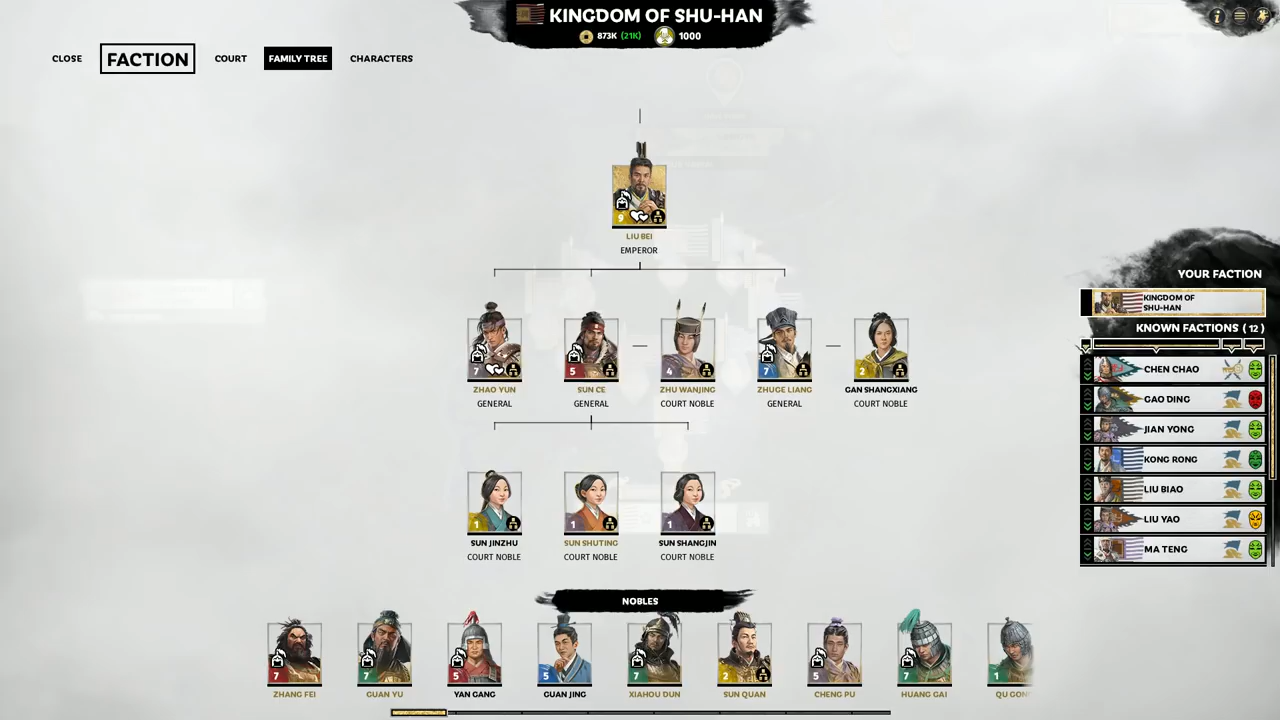 KINGDOM OF SHU-HAN
873K (21K) 1000
CLOSE FACTION COURT FAMILY TREE CHARACTERS
9
LIU BEI
EMPEROR
7 5 4 7 2
ZHAO YUN SUN CE ZHU WANJING ZHUGE LIANG GAN SHANGXIANG
GENERAL GENERAL COURT NOBLE GENERAL COURT NOBLE
1 1 1
SUN JINZHU SUN SHUTING SUN SHANGJIN
COURT NOBLE COURT NOBLE COURT NOBLE
NOBLES
7 7 5 5 7 2 5 7 1
ZHANG FEI GUAN YU YAN GANG GUAN JING XIAHOU DUN SUN QUAN CHENG PU HUANG GAI QU GON
YOUR FACTION
KINGDOM OF
SHU-HAN
KNOWN FACTIONS ( 12 )
CHEN CHAO
GAO DING
JIAN YONG
KONG RONG
LIU BIAO
LIU YAO
MA TENG